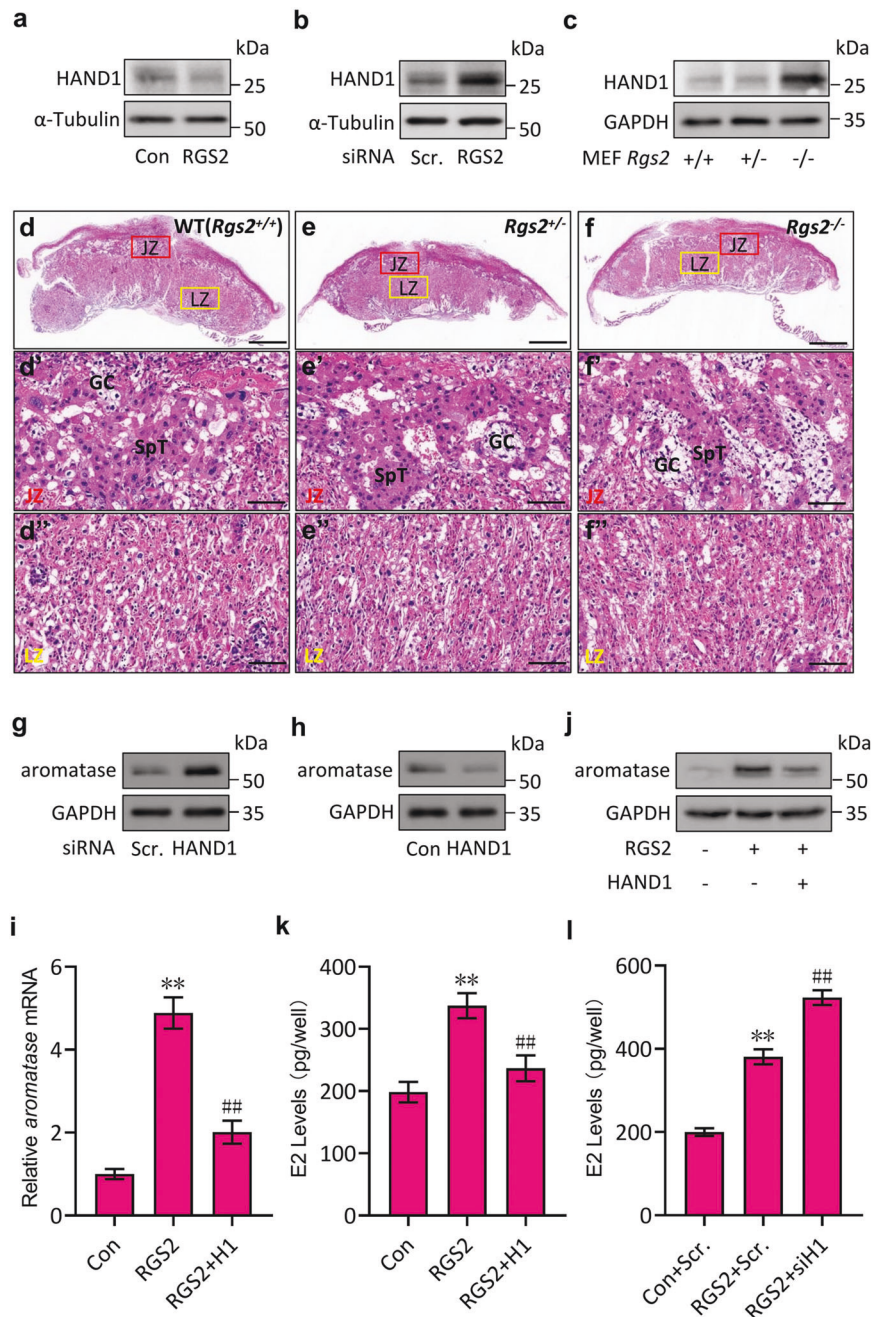 a
kDa
HAND1
25
α-Tubulin
50
Con RGS2
b
kDa
HAND1
25
α-Tubulin
50
siRNA Scr. RGS2
c
kDa
HAND1
25
GAPDH
35
MEF Rgs2 +/+ +/- -/-
d
WT(Rgs2+/+)
JZ
LZ
e
Rgs2+/-
JZ
LZ
f
Rgs2-/-
JZ
LZ
d'
GC
SpT
JZ
e'
GC
SpT
JZ
f'
GC
SpT
JZ
d''
LZ
e''
LZ
f''
LZ
g
kDa
aromatase
50
GAPDH
35
siRNA Scr. HAND1
h
kDa
aromatase
50
GAPDH
35
Con HAND1
j
kDa
aromatase
50
GAPDH
35
RGS2 - + +
HAND1 - - +
i
Relative aromatase mRNA
6
4
2
0
**
##
Con
RGS2
RGS2+H1
k
E2 Levels (pg/well)
400
300
200
100
0
**
##
Con
RGS2
RGS2+H1
l
E2 Levels (pg/well)
600
400
200
0
**
##
Con+Scr.
RGS2+Scr.
RGS2+siH1